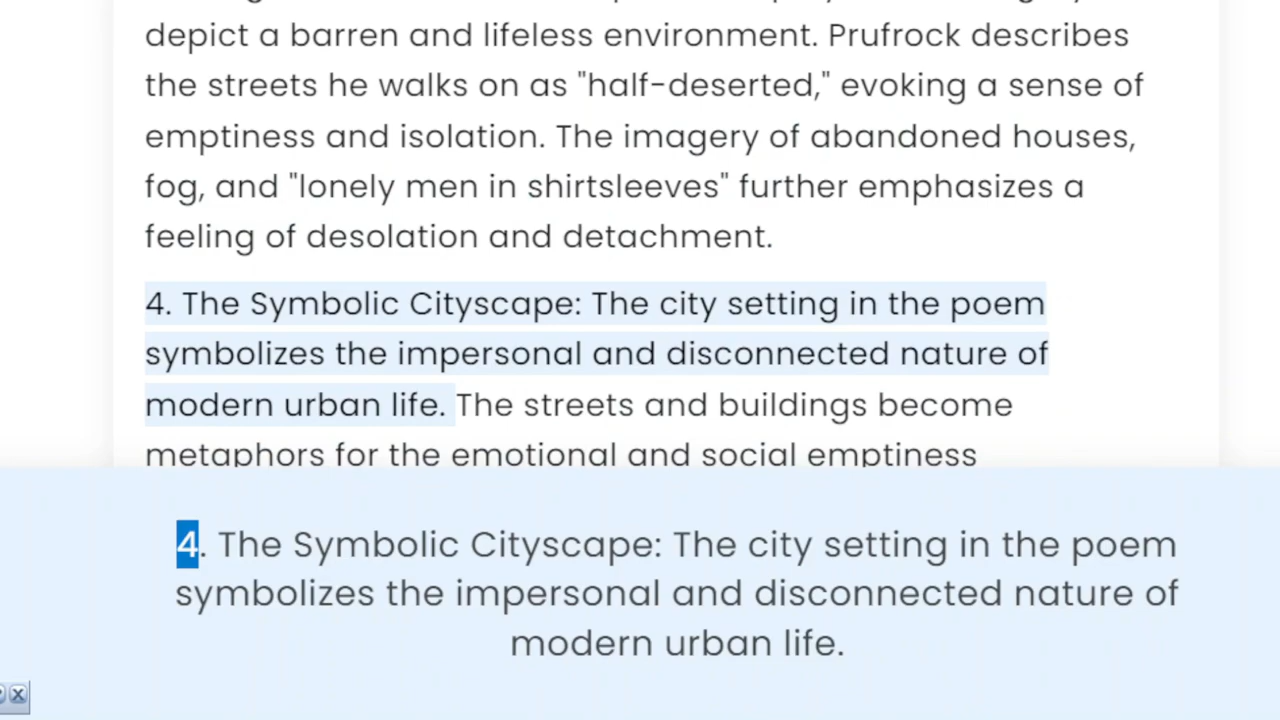 depict a barren and lifeless environment. Prufrock describes
the streets he walks on as "half-deserted," evoking a sense of
emptiness and isolation. The imagery of abandoned houses,
fog, and "lonely men in shirtsleeves" further emphasizes a
feeling of desolation and detachment.
4. The Symbolic Cityscape: The city setting in the poem
symbolizes the impersonal and disconnected nature of
modern urban life. The streets and buildings become
metaphors for the emotional and social emptiness
4. The Symbolic Cityscape: The city setting in the poem
symbolizes the impersonal and disconnected nature of
modern urban life.